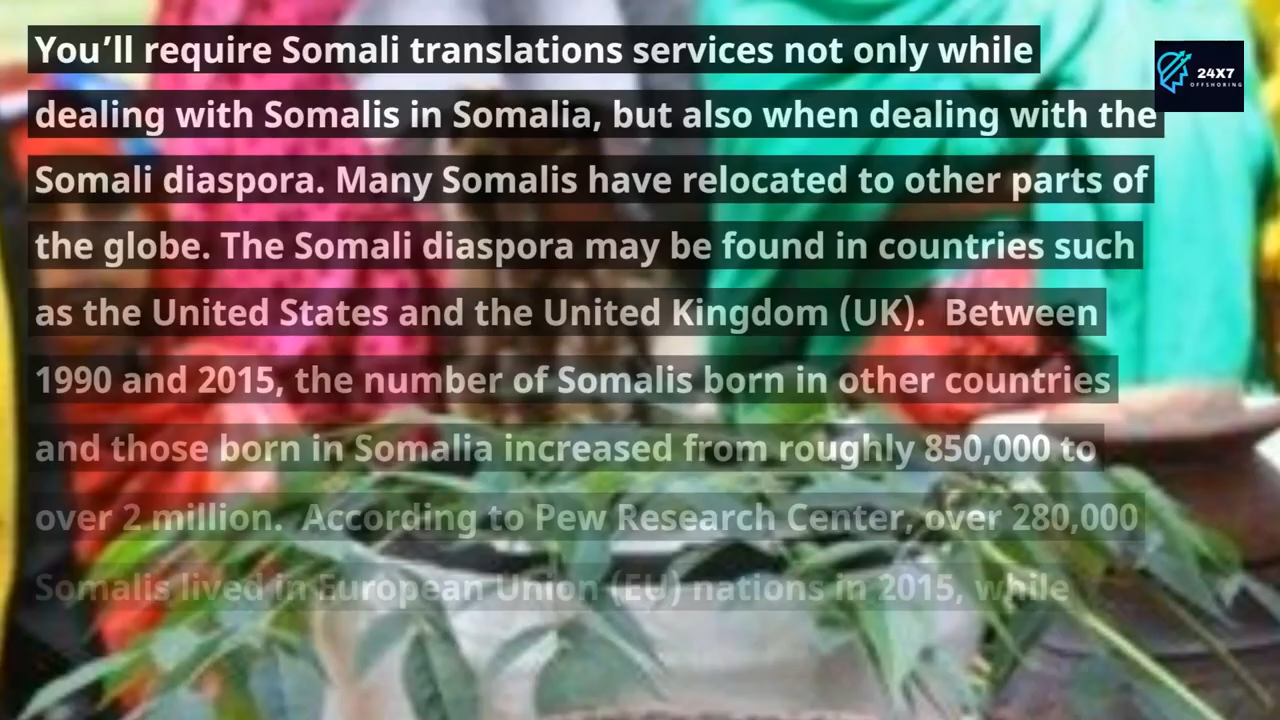 You’ll require Somali translations services not only while
24X7
OFFSHORING
dealing with Somalis in Somalia, but also when dealing with the
Somali diaspora. Many Somalis have relocated to other parts of
the globe. The Somali diaspora may be found in countries such
as the United States and the United Kingdom (UK).  Between
1990 and 2015, the number of Somalis born in other countries
and those born in Somalia increased from roughly 850,000 to
over 2 million.  According to Pew Research Center, over 280,000
Somalis lived in European Union (EU) nations in 2015, while